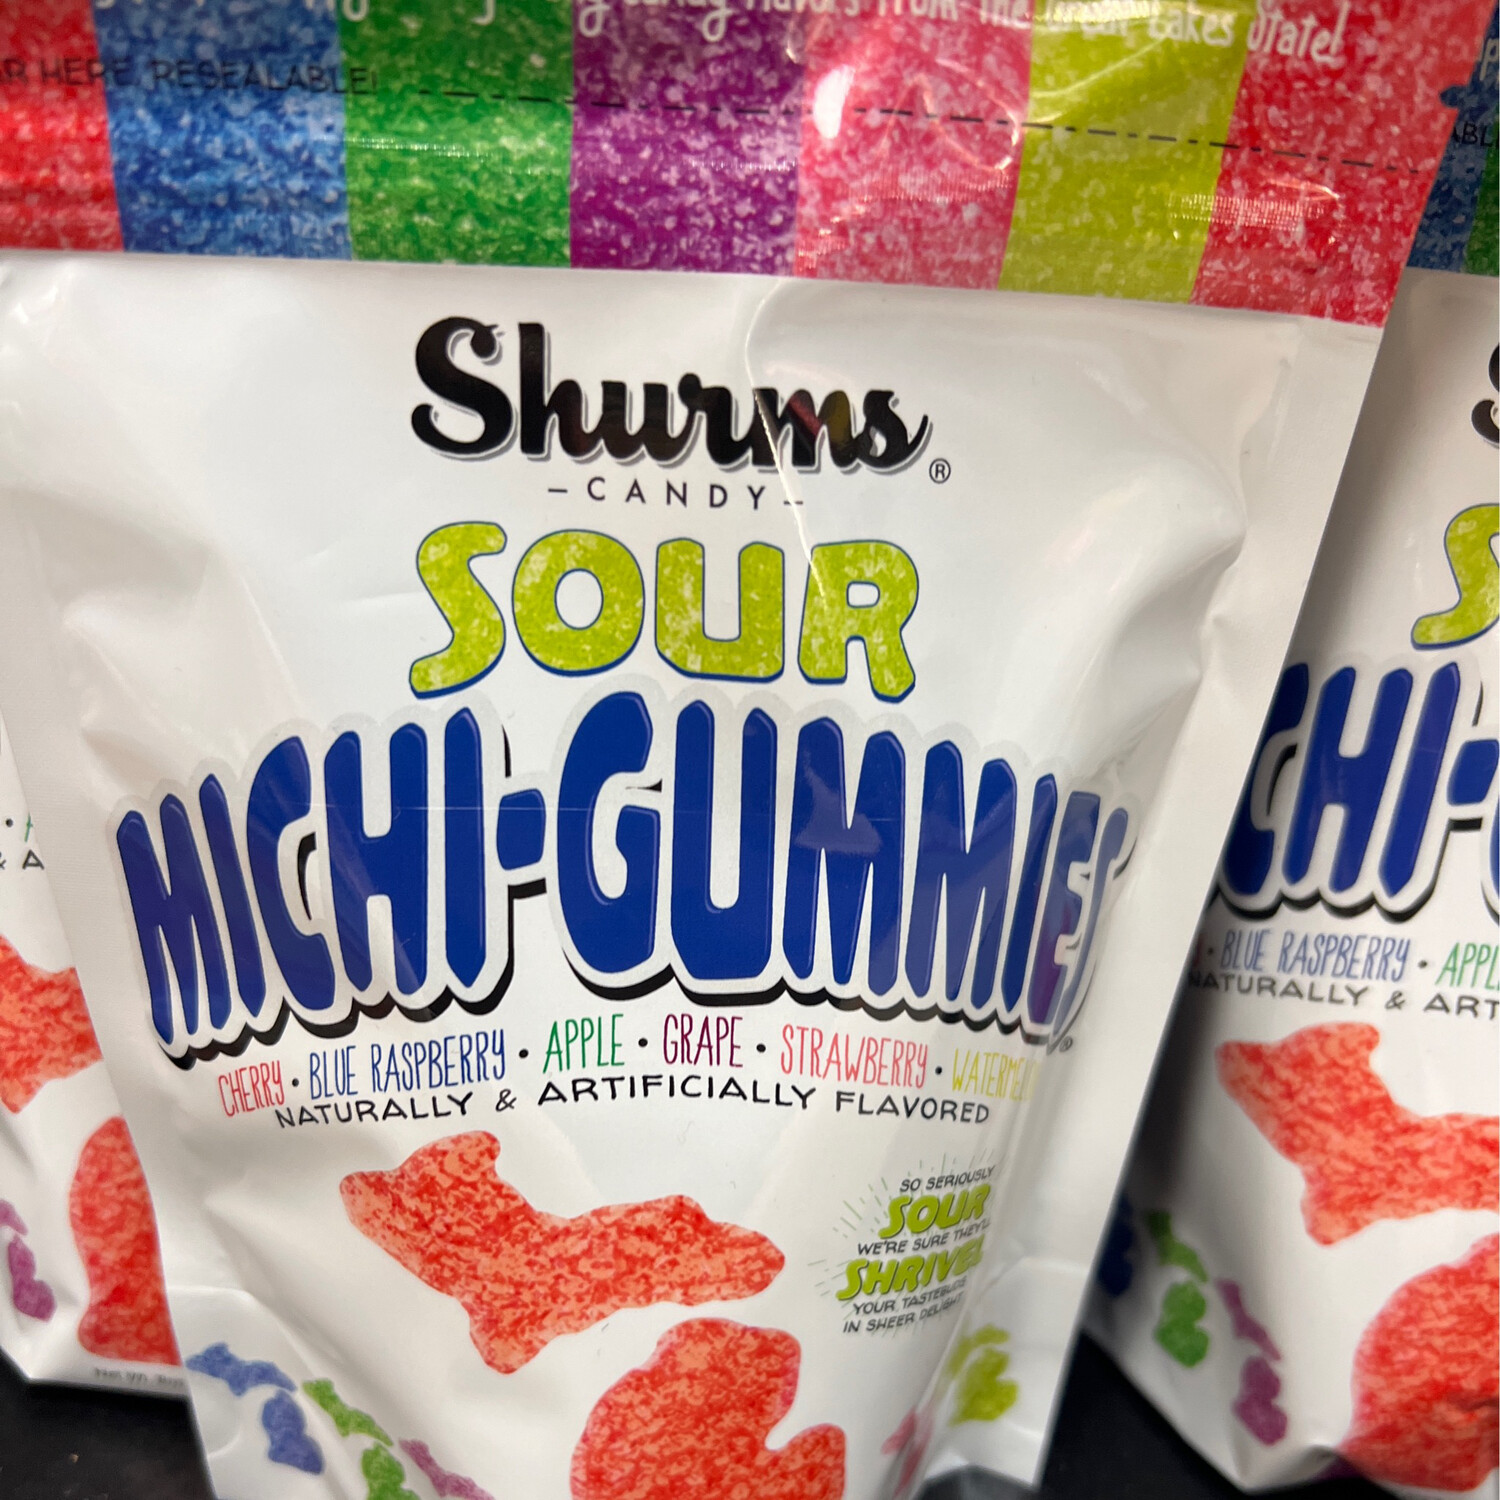 Candy flavors from the Great Lakes State!
HERE. RESEALABLE!
Shurms®
-CANDY-
SOUR
MICHI-GUMMIES
CHERRY • BLUE RASPBERRY • APPLE • GRAPE • STRAWBERRY •
NATURALLY & ARTIFICIALLY FLAVORED
SO SERIOUSLY
SOUR
WE'RE SURE THEY'LL
SHRIVEL
YOUR TASTEBUDS
IN SHEER DELIGHT
CHI-
• BLUE RASPBERRY •
NATURALLY &